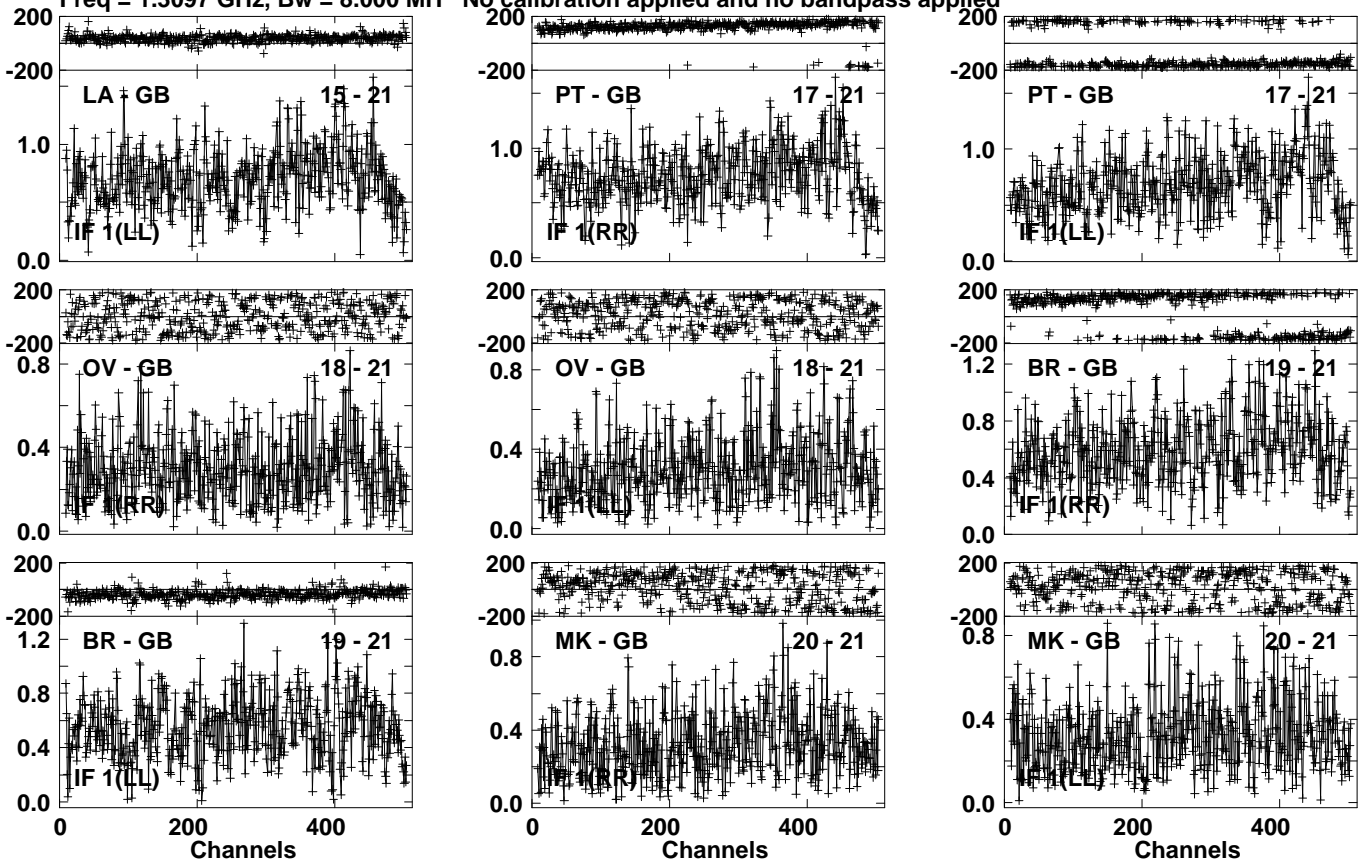 Freq = 1.3097 GHz, Bw = 8.000 MH No calibration applied and no bandpass applied
200 200 200
-200 -200 -200
LA - GB 15 - 21 PT - GB 17 - 21 PT - GB 17 - 21
1.0 1.0 1.0
IF 1(LL) IF 1(RR) IF 1(LL)
0.0 0.0 0.0
200 200 200
-200 -200 -200
0.8 0.8 1.2
OV - GB 18 - 21 OV - GB 18 - 21 BR - GB 19 - 21
0.8
0.4 0.4 0.4
IF 1(RR) IF 1(LL) IF 1(RR)
0.0 0.0 0.0
200 200 200
-200 -200 -200
1.2 0.8 0.8
BR - GB 19 - 21 MK - GB 20 - 21 MK - GB 20 - 21
0.8
0.4 0.4 0.4
IF 1(LL) IF 1(RR) IF 1(LL)
0.0 0.0 0.0
0 200 400 0 200 400 0 200 400
Channels Channels Channels